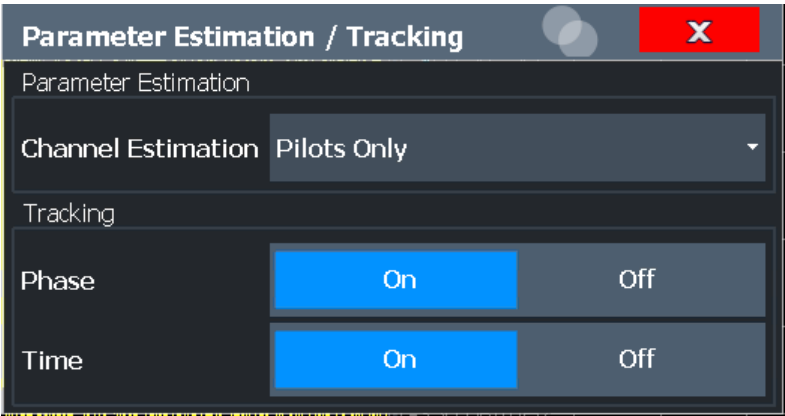 Parameter Estimation / Tracking X
Parameter Estimation
Channel Estimation Pilots Only
Tracking
Phase On Off
Time On Off